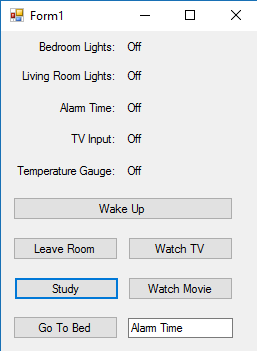 Form1
Bedroom Lights: Off
Living Room Lights: Off
Alarm Time: Off
TV Input: Off
Temperature Gauge: Off
Wake Up
Leave Room Watch TV
Study Watch Movie
Go To Bed Alarm Time